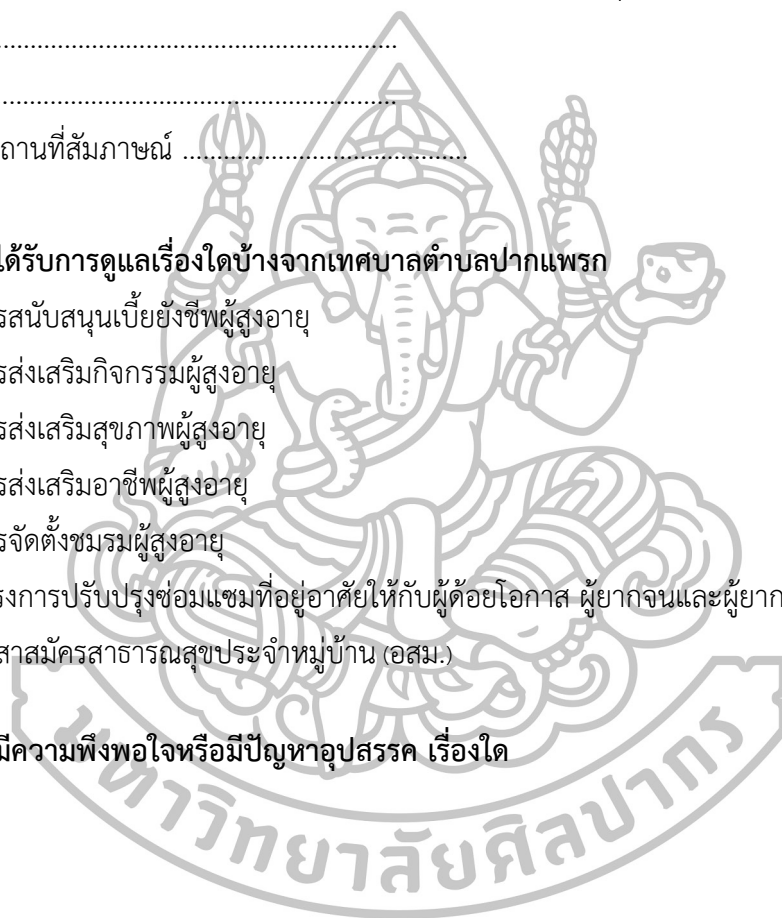 ..........................................................
..........................................................
ถานที่สัมภาษณ์ ..........................................
ได้รับการดูแลเรื่องใดบ้างจากเทศบาลตำบลปากแพรก
รสนับสนุนเบี้ยยังชีพผู้สูงอายุ
รส่งเสริมกิจกรรมผู้สูงอายุ
รส่งเสริมสุขภาพผู้สูงอายุ
รส่งเสริมอาชีพผู้สูงอายุ
รจัดตั้งชมรมผู้สูงอายุ
รงการปรับปรุงซ่อมแซมที่อยู่อาศัยให้กับผู้ด้อยโอกาส ผู้ยากจนและผู้ยาก
สาสมัครสาธารณสุขประจำหมู่บ้าน (อสม.)
มีความพึงพอใจหรือมีปัญหาอุปสรรค เรื่องใด
มหาวิทยาลัยศิลปากร